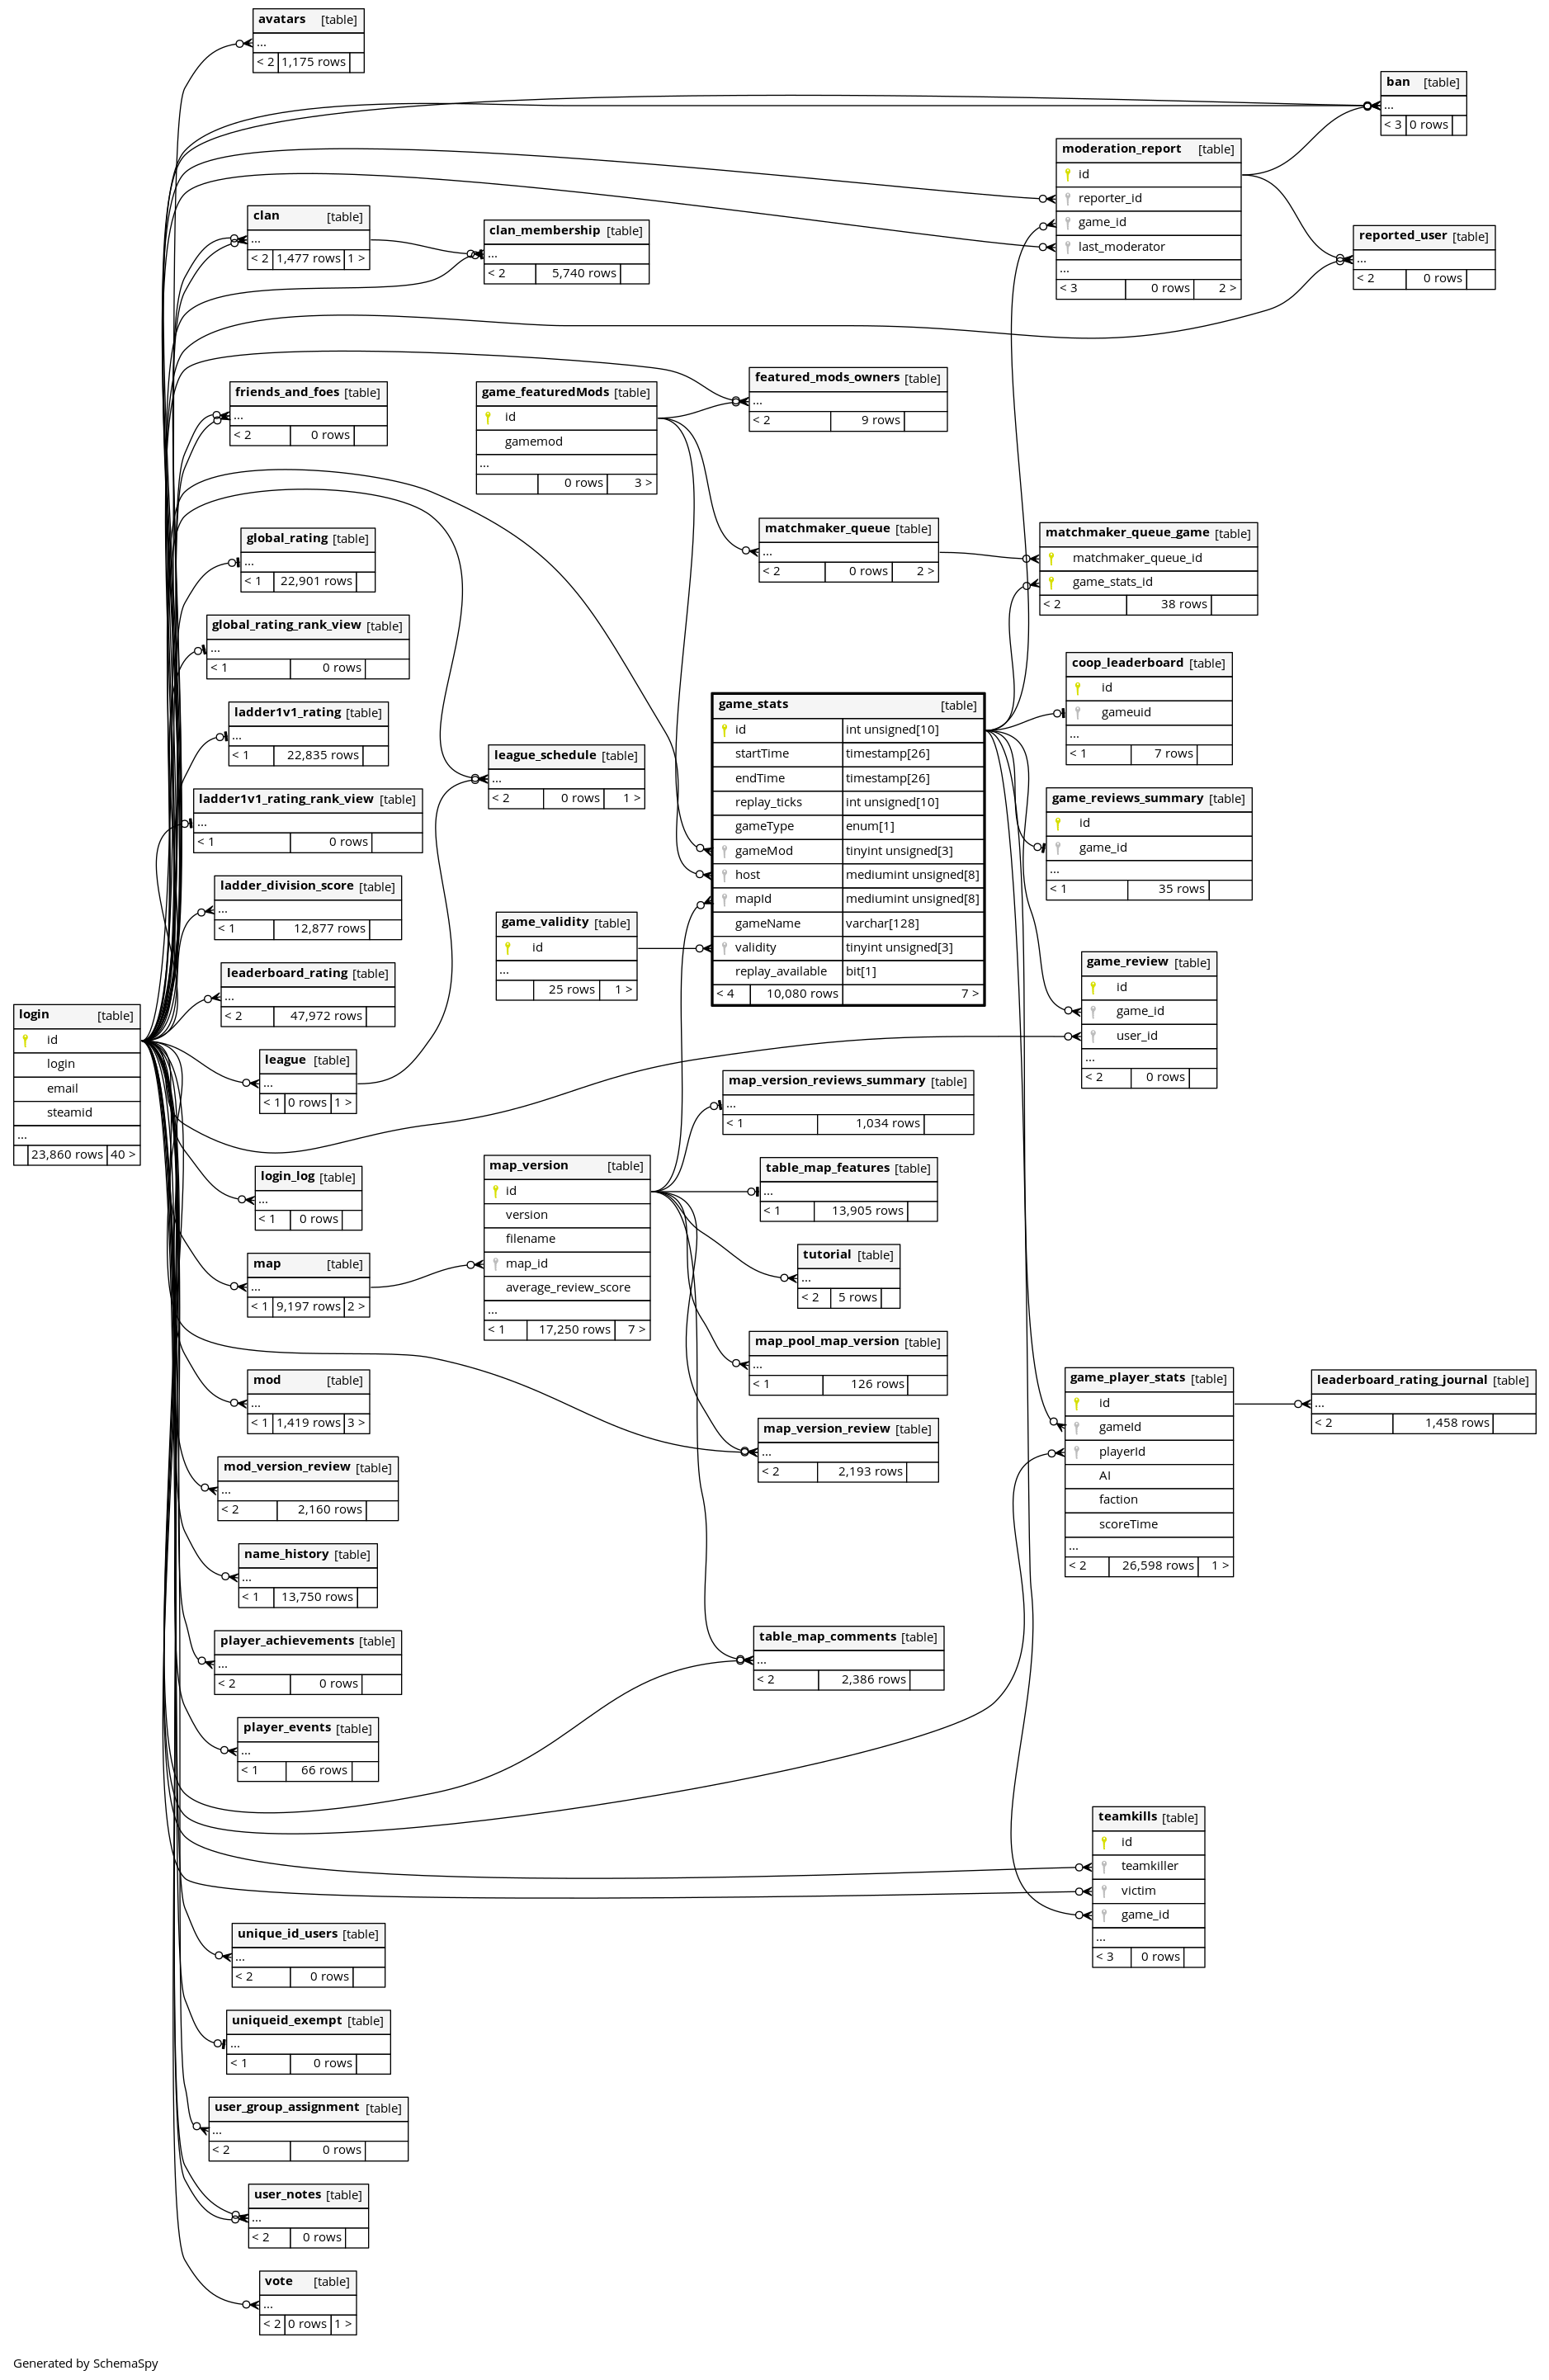 avatars [table]
...
< 2 1,175 rows
ban [table]
...
< 3 0 rows
moderation_report [table]
id
reporter_id
game_id
last_moderator
...
< 3 0 rows 2 >
clan [table]
...
< 2 1,477 rows 1 >
clan_membership [table]
...
< 2 5,740 rows
reported_user [table]
...
< 2 0 rows
friends_and_foes [table]
...
< 2 0 rows
game_featuredMods [table]
id
gamemod
...
0 rows 3 >
featured_mods_owners [table]
...
< 2 9 rows
global_rating [table]
...
< 1 22,901 rows
matchmaker_queue [table]
...
< 2 0 rows 2 >
matchmaker_queue_game [table]
matchmaker_queue_id
game_stats_id
< 2 38 rows
global_rating_rank_view [table]
...
< 1 0 rows
coop_leaderboard [table]
id
gameuid
...
< 1 7 rows
ladder1v1_rating [table]
...
< 1 22,835 rows
game_stats [table]
id int unsigned[10]
startTime timestamp[26]
endTime timestamp[26]
replay_ticks int unsigned[10]
gameType enum[1]
gameMod tinyint unsigned[3]
host mediumint unsigned[8]
mapId mediumint unsigned[8]
gameName varchar[128]
validity tinyint unsigned[3]
replay_available bit[1]
< 4 10,080 rows 7 >
league_schedule [table]
...
< 2 0 rows 1 >
ladder1v1_rating_rank_view [table]
...
< 1 0 rows
game_reviews_summary [table]
id
game_id
...
< 1 35 rows
ladder_division_score [table]
...
< 1 12,877 rows
game_validity [table]
id
...
25 rows 1 >
leaderboard_rating [table]
...
< 2 47,972 rows
game_review [table]
id
game_id
user_id
...
< 2 0 rows
login [table]
id
login
email
steamid
...
23,860 rows 40 >
league [table]
...
< 1 0 rows 1 >
map_version_reviews_summary [table]
...
< 1 1,034 rows
login_log [table]
...
< 1 0 rows
map_version [table]
id
version
filename
map_id
average_review_score
...
< 1 17,250 rows 7 >
table_map_features [table]
...
< 1 13,905 rows
map [table]
...
< 1 9,197 rows 2 >
tutorial [table]
...
< 2 5 rows
map_pool_map_version [table]
...
< 1 126 rows
mod [table]
...
< 1 1,419 rows 3 >
game_player_stats [table]
id
gameId
playerId
AI
faction
scoreTime
...
< 2 26,598 rows 1 >
leaderboard_rating_journal [table]
...
< 2 1,458 rows
map_version_review [table]
...
< 2 2,193 rows
mod_version_review [table]
...
< 2 2,160 rows
name_history [table]
...
< 1 13,750 rows
player_achievements [table]
...
< 2 0 rows
table_map_comments [table]
...
< 2 2,386 rows
player_events [table]
...
< 1 66 rows
teamkills [table]
id
teamkiller
victim
game_id
...
< 3 0 rows
unique_id_users [table]
...
< 2 0 rows
uniqueid_exempt [table]
...
< 1 0 rows
user_group_assignment [table]
...
< 2 0 rows
user_notes [table]
...
< 2 0 rows
vote [table]
...
< 2 0 rows 1 >
Generated by SchemaSpy